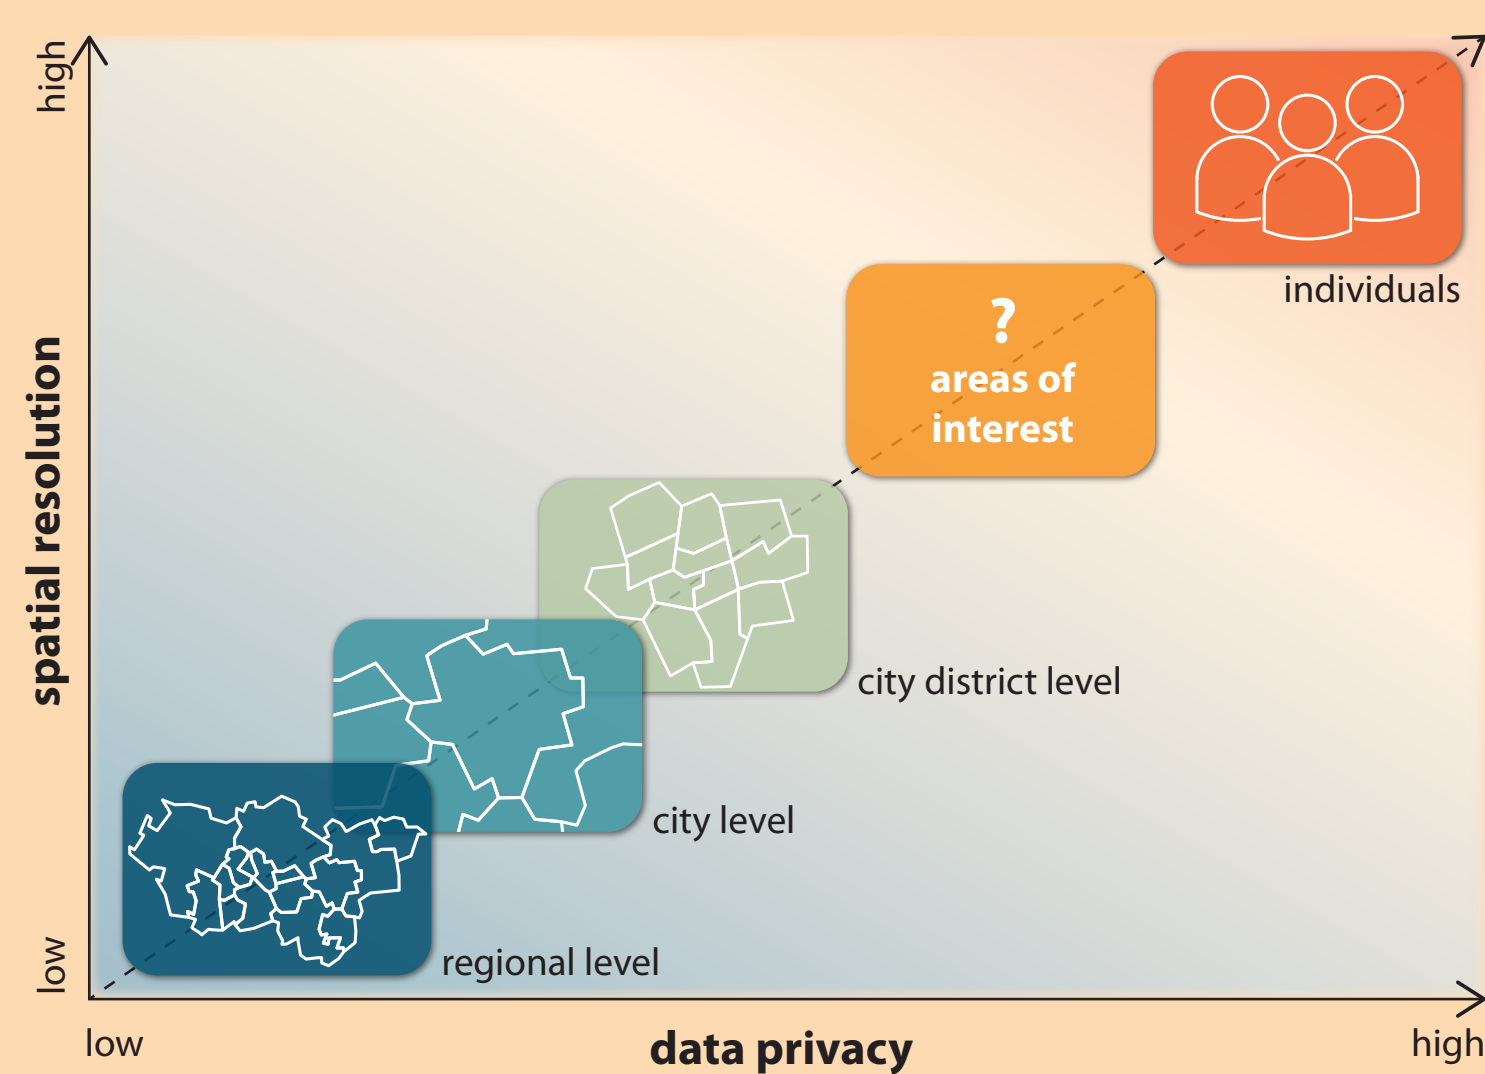 high
individuals
?
areas of
interest
spatial resolution
city district level
city level
regional level
low
low
data privacy
high